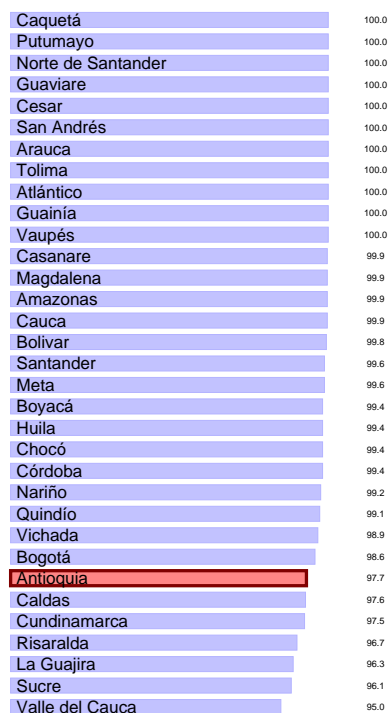 Caquetá 100.0
Putumayo 100.0
Norte de Santander 100.0
Guaviare 100.0
Cesar 100.0
San Andrés 100.0
Arauca 100.0
Tolima 100.0
Atlántico 100.0
Guainía 100.0
Vaupés 100.0
Casanare 99.9
Magdalena 99.9
Amazonas 99.9
Cauca 99.9
Bolivar 99.8
Santander 99.6
Meta 99.6
Boyacá 99.4
Huila 99.4
Chocó 99.4
Córdoba 99.4
Nariño 99.2
Quindío 99.1
Vichada 98.9
Bogotá 98.6
Antioquia 97.7
Caldas 97.6
Cundinamarca 97.5
Risaralda 96.7
La Guajira 96.3
Sucre 96.1
Valle del Cauca 95.0